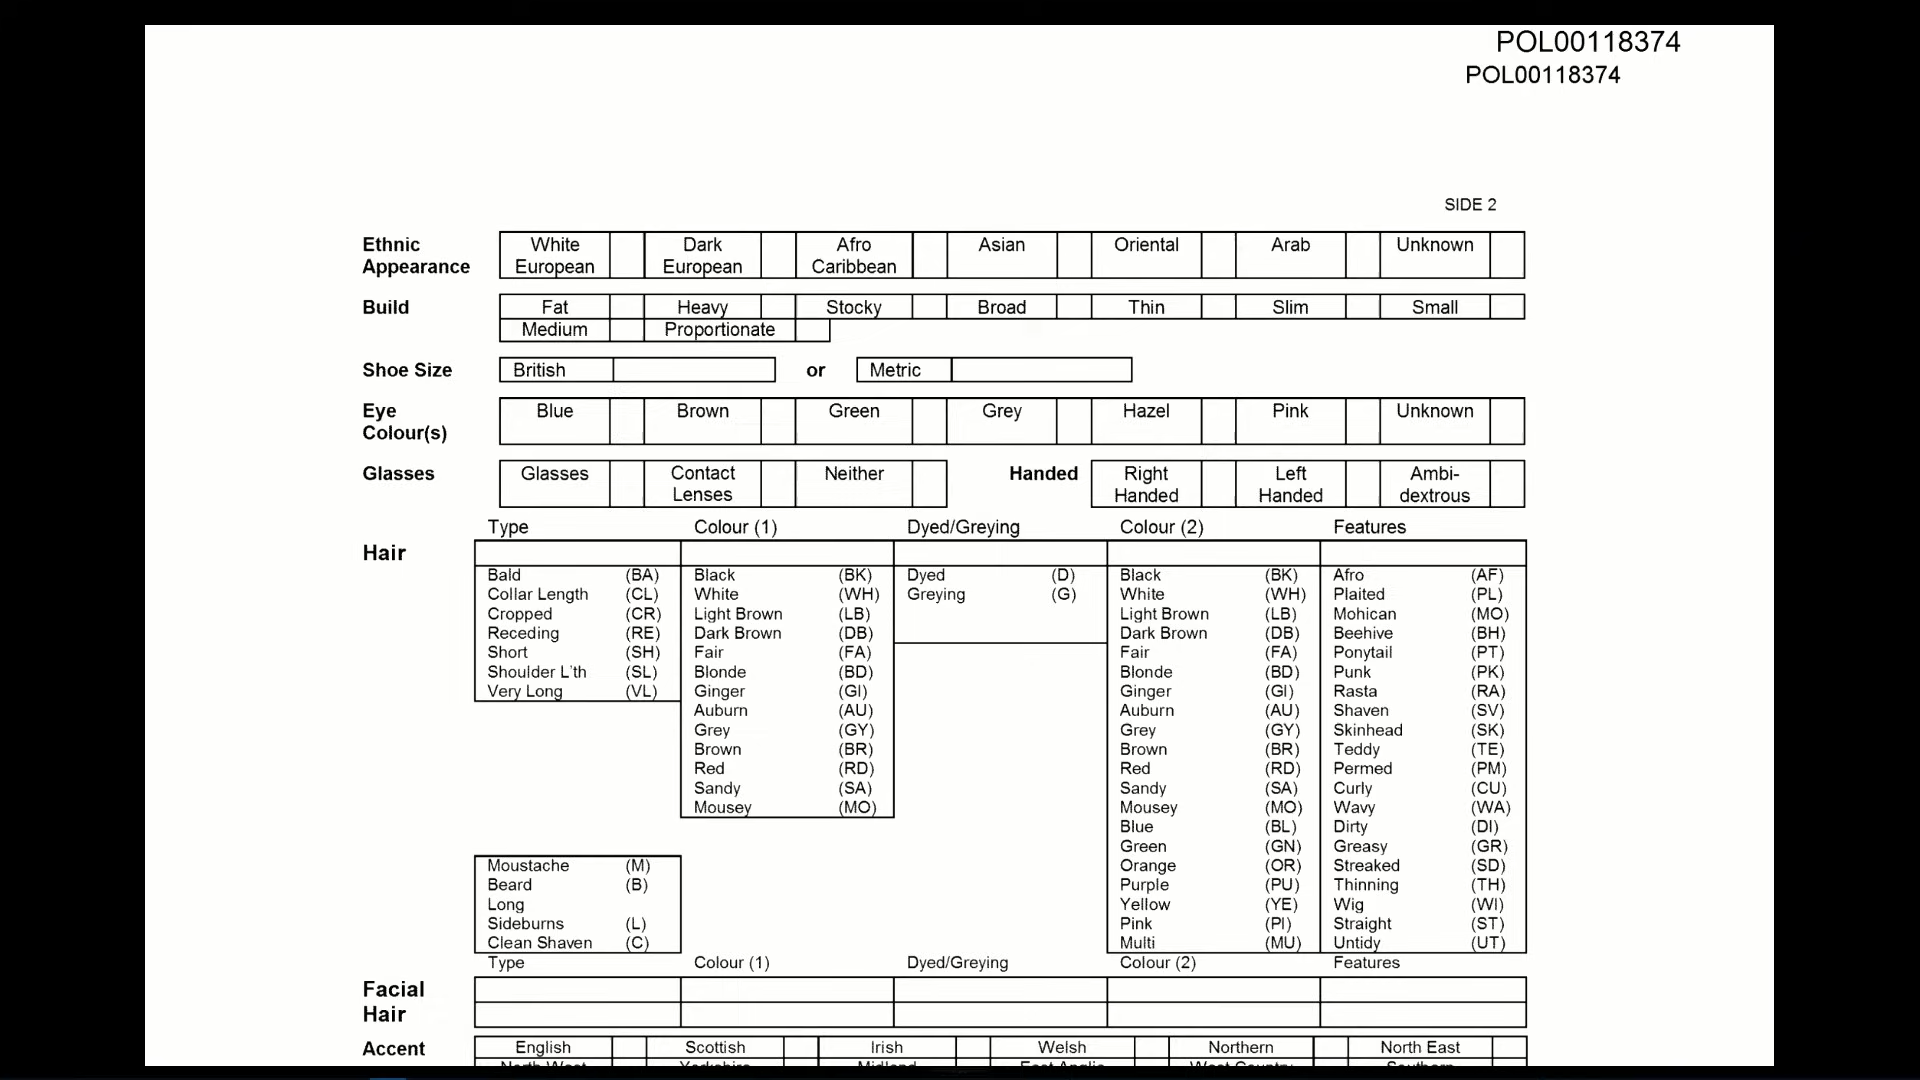 POL00118374
POL00118374
SIDE 2
Ethnic Appearance White European Dark European Afro Caribbean Asian Oriental Arab Unknown
Build Fat Heavy Stocky Broad Thin Slim Small
Medium Proportionate
Shoe Size British or Metric
Eye Colour(s) Blue Brown Green Grey Hazel Pink Unknown
Glasses Glasses Contact Lenses Neither Handed Right Handed Left Handed Ambi-dextrous
Type Colour (1) Dyed/Greying Colour (2) Features
Hair
Bald (BA) Black (BK) Dyed (D) Black (BK) Afro (AF)
Collar Length (CL) White (WH) Greying (G) White (WH) Plaited (PL)
Cropped (CR) Light Brown (LB) Light Brown (LB) Mohican (MO)
Receding (RE) Dark Brown (DB) Dark Brown (DB) Beehive (BH)
Short (SH) Fair (FA) Fair (FA) Ponytail (PT)
Shoulder L'th (SL) Blonde (BD) Blonde (BD) Punk (PK)
Very Long (VL) Ginger (GI) Ginger (GI) Rasta (RA)
Auburn (AU) Auburn (AU) Shaven (SV)
Grey (GY) Grey (GY) Skinhead (SK)
Brown (BR) Brown (BR) Teddy (TE)
Red (RD) Red (RD) Permed (PM)
Sandy (SA) Sandy (SA) Curly (CU)
Mousey (MO) Mousey (MO) Wavy (WA)
Blue (BL) Dirty (DI)
Green (GN) Greasy (GR)
Moustache (M) Orange (OR) Streaked (SD)
Beard (B) Purple (PU) Thinning (TH)
Long Yellow (YE) Wig (WI)
Sideburns (L) Pink (PI) Straight (ST)
Clean Shaven (C) Multi (MU) Untidy (UT)
Type Colour (1) Dyed/Greying Colour (2) Features
Facial
Hair
Accent English Scottish Irish Welsh Northern North East
North West Yorkshire Midland East Anglia West Country Southern